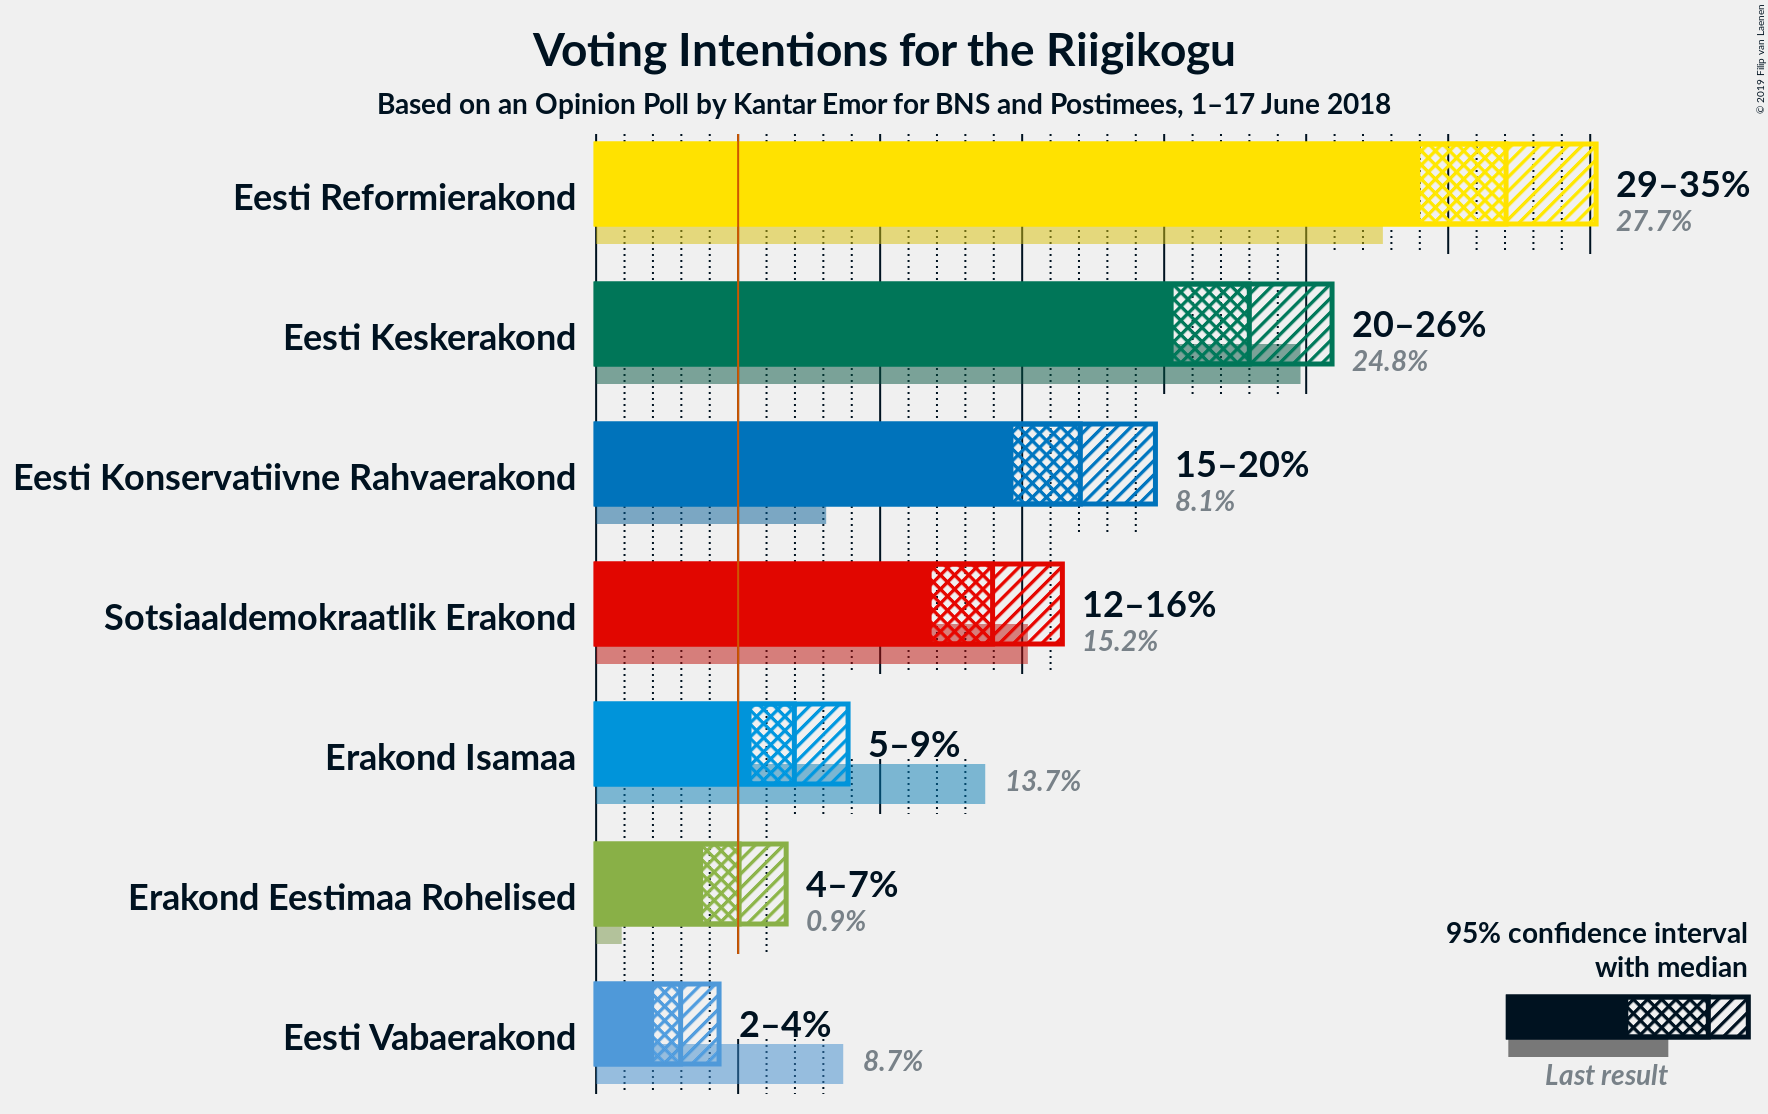 Voting Intentions for the Riigikogu
Based on an Opinion Poll by Kantar Emor for BNS and Postimees, 1–17 June 2018
© 2019 Filip van Laenen
Eesti Reformierakond
29–35%
27.7%
Eesti Keskerakond
20–26%
24.8%
Eesti Konservatiivne Rahvaerakond
15–20%
8.1%
Sotsiaaldemokraatlik Erakond
12–16%
15.2%
Erakond Isamaa
5–9%
13.7%
Erakond Eestimaa Rohelised
4–7%
0.9%
Eesti Vabaerakond
2–4%
8.7%
95% confidence interval
with median
Last result